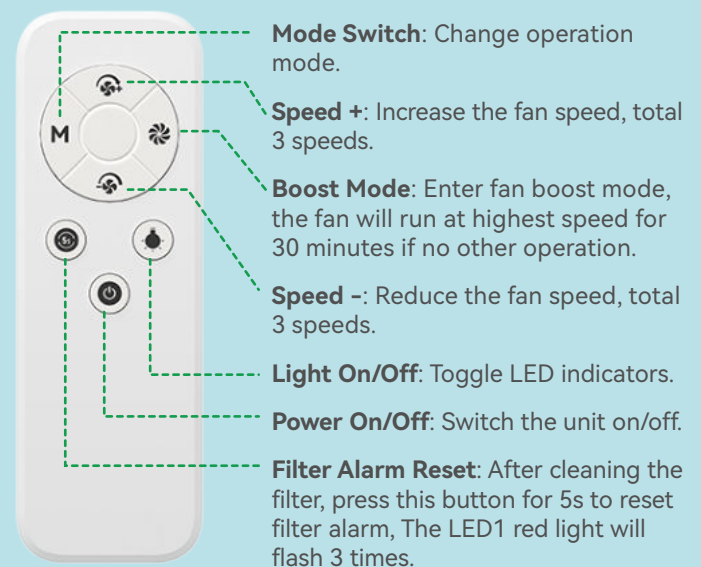 Mode Switch: Change operation
mode.
Speed +: Increase the fan speed, total
3 speeds.
M
Boost Mode: Enter fan boost mode,
the fan will run at highest speed for
30 minutes if no other operation.
Speed -: Reduce the fan speed, total
3 speeds.
Light On/Off: Toggle LED indicators.
Power On/Off: Switch the unit on/off.
Filter Alarm Reset: After cleaning the
filter, press this button for 5s to reset
filter alarm, The LED1 red light will
flash 3 times.